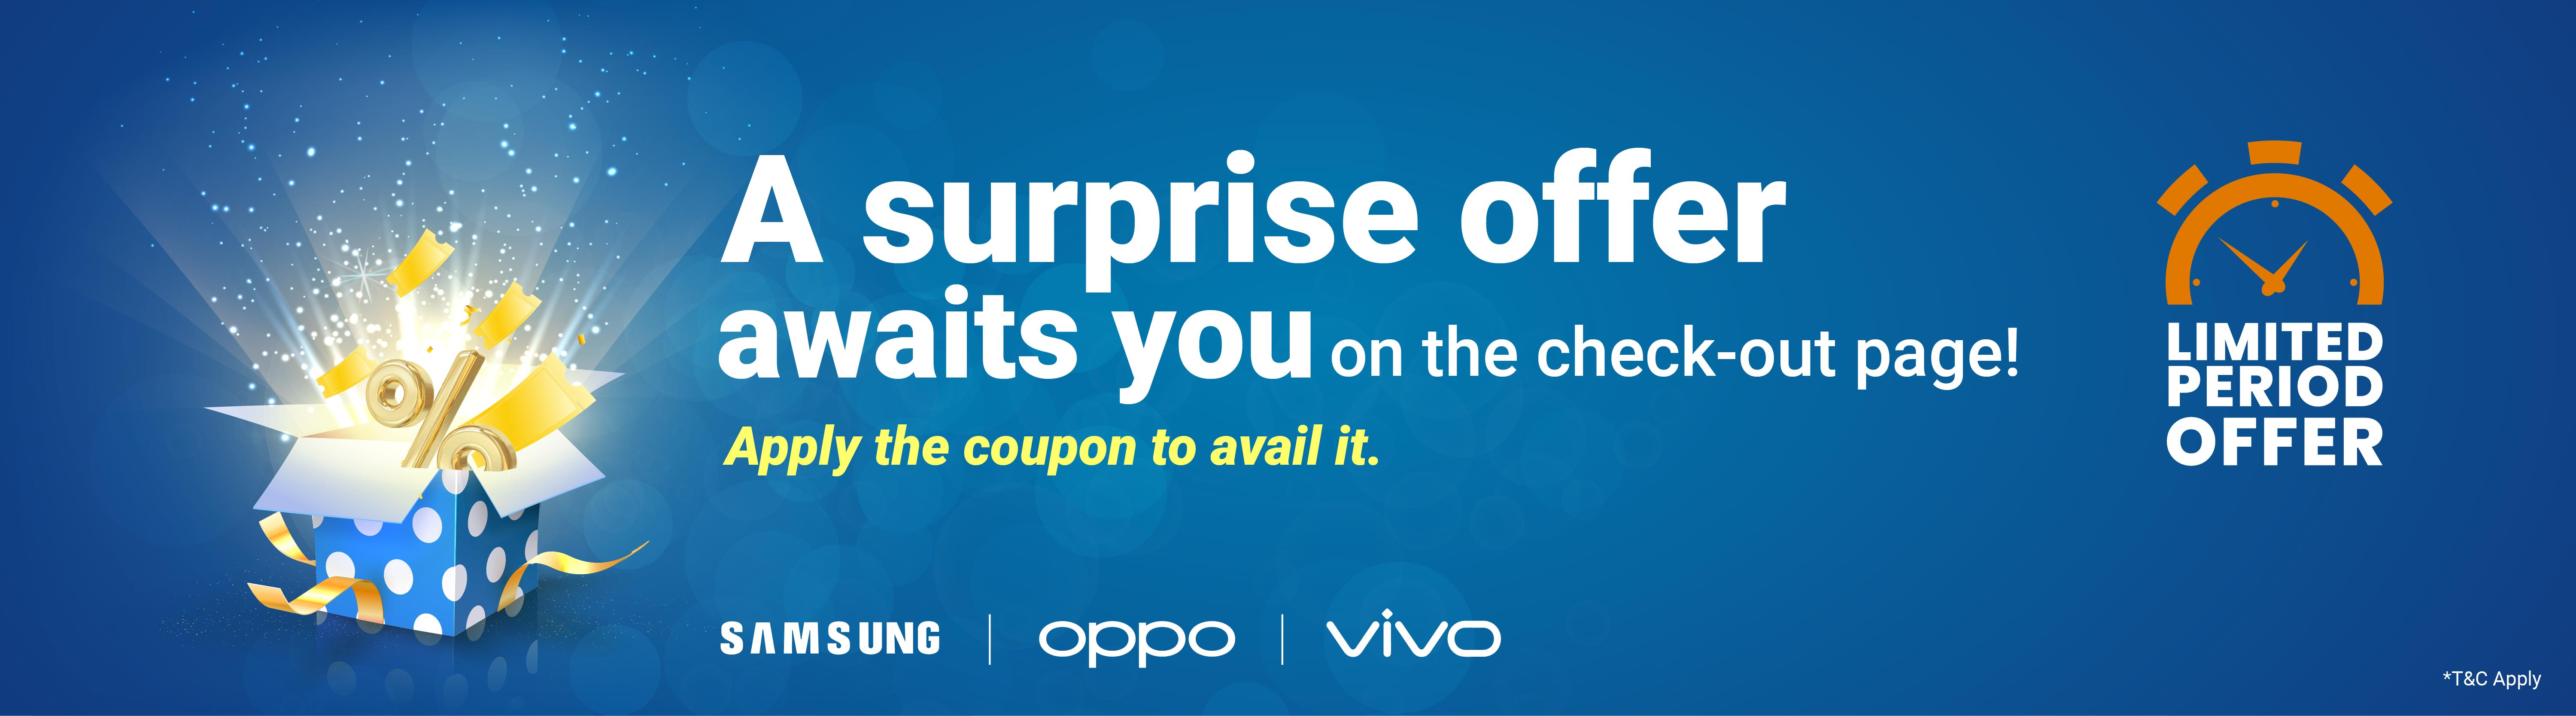 A surprise offer
awaits you on the check-out page!
Apply the coupon to avail it.
SAMSUNG | oppo | vivo
LIMITED
PERIOD
OFFER
*T&C Apply
%